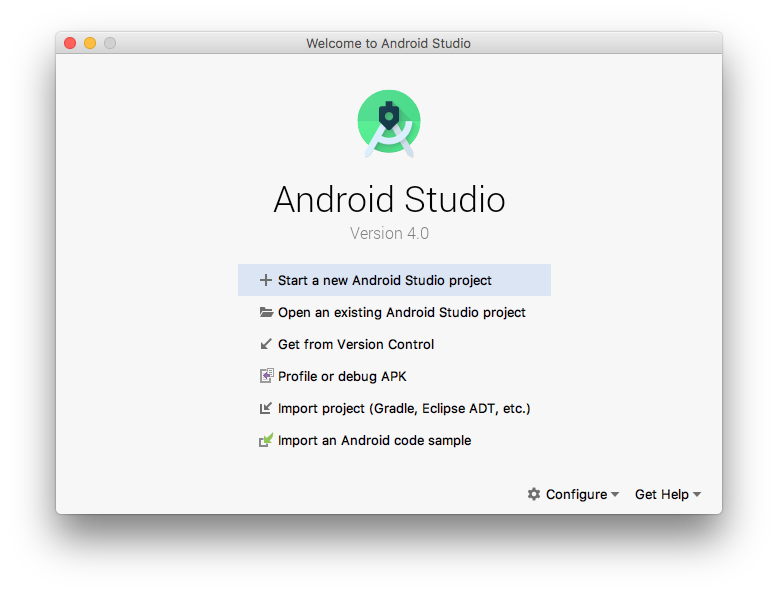 Welcome to Android Studio
Android Studio
Version 4.0
Start a new Android Studio project
Open an existing Android Studio project
Get from Version Control
Profile or debug APK
Import project (Gradle, Eclipse ADT, etc.)
Import an Android code sample
Configure Get Help